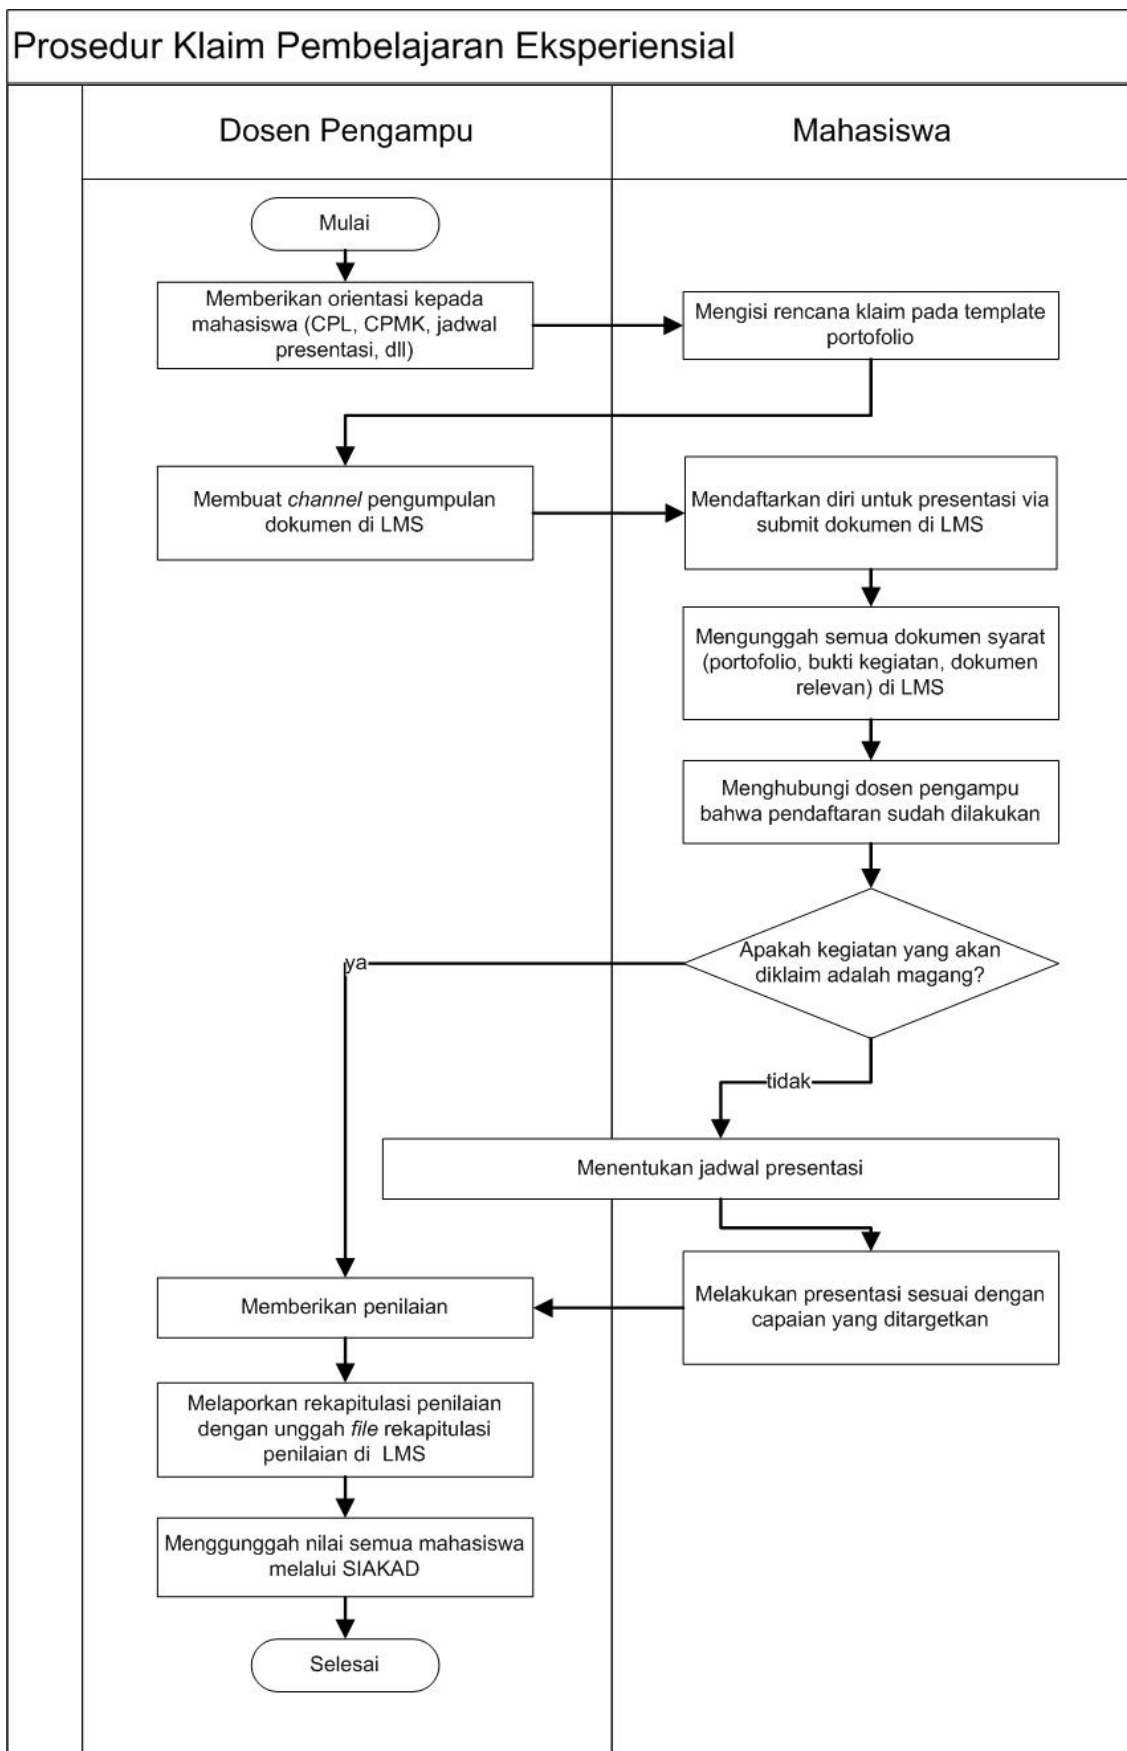 Prosedur Klaim Pembelajaran Eksperiensial
Dosen Pengampu
Mahasiswa
Mulai
Memberikan orientasi kepada
mahasiswa (CPL, CPMK, jadwal
presentasi, dll)
Mengisi rencana klaim pada template
portofolio
Membuat channel pengumpulan
dokumen di LMS
Mendaftarkan diri untuk presentasi via
submit dokumen di LMS
Mengunggah semua dokumen syarat
(portofolio, bukti kegiatan, dokumen
relevan) di LMS
Menghubungi dosen pengampu
bahwa pendaftaran sudah dilakukan
Apakah kegiatan yang akan
diklaim adalah magang?
ya
tidak
Menentukan jadwal presentasi
Melakukan presentasi sesuai dengan
capaian yang ditargetkan
Memberikan penilaian
Melaporkan rekapitulasi penilaian
dengan unggah file rekapitulasi
penilaian di LMS
Menggunggah nilai semua mahasiswa
melalui SIAKAD
Selesai